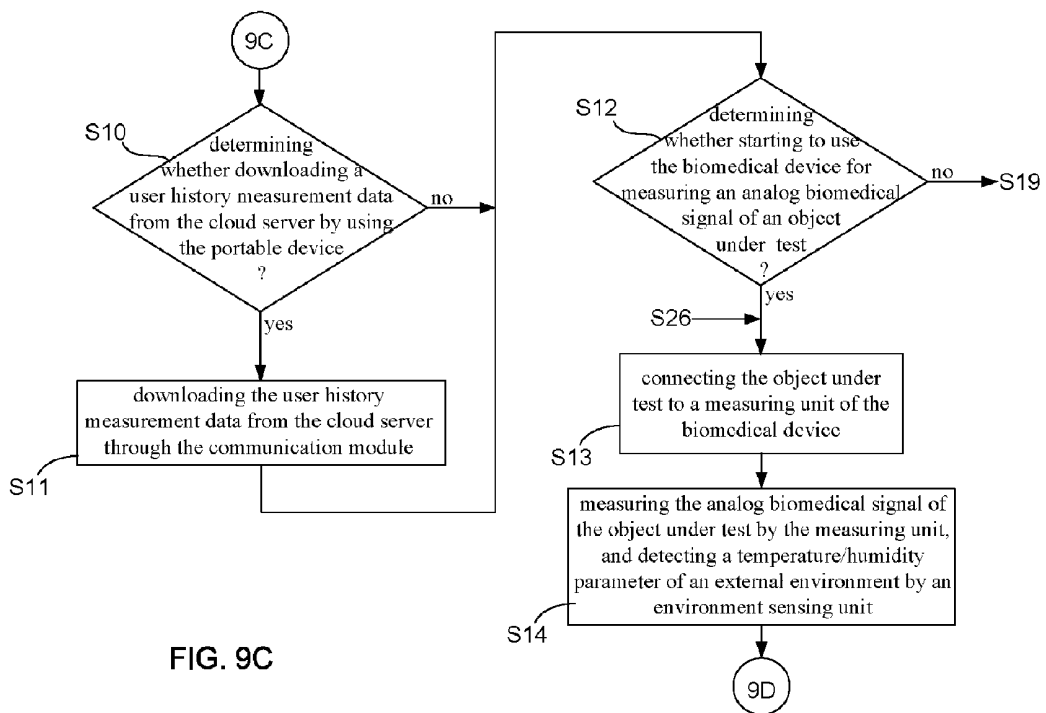 9C
S10
determining
whether downloading a
user history measurement data
from the cloud server by using
the portable device
?
no
yes
downloading the user history
measurement data from the cloud server
through the communication module
S11
S12
determining
whether starting to use
the biomedical device for
measuring an analog biomedical
signal of an object
under test
?
no
S19
yes
S26
connecting the object under
test to a measuring unit of the
biomedical device
S13
measuring the analog biomedical signal of
the object under test by the measuring unit,
and detecting a temperature/humidity
parameter of an external environment by an
environment sensing unit
S14
9D
FIG. 9C